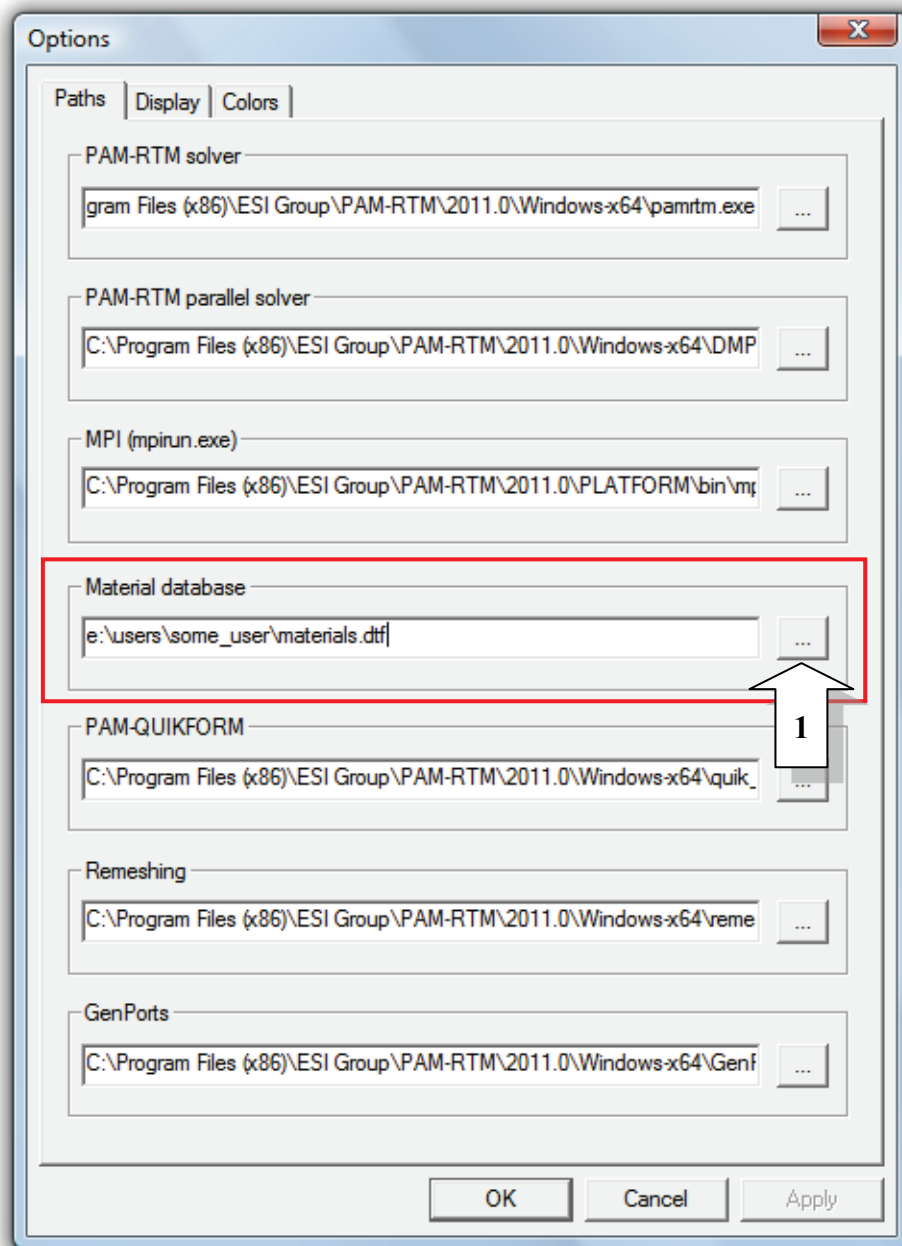 Options
X
Paths Display Colors
PAM-RTM solver
gram Files (x86)\ESI Group\PAM-RTM\2011.0\Windows-x64\pamrtm.exe ...
PAM-RTM parallel solver
C:\Program Files (x86)\ESI Group\PAM-RTM\2011.0\Windows-x64\DMP ...
MPI (mpirun.exe)
C:\Program Files (x86)\ESI Group\PAM-RTM\2011.0\PLATFORM\bin\mp ...
Material database
e:\users\some_user\materials.dtf ...
1
PAM-QUIKFORM
C:\Program Files (x86)\ESI Group\PAM-RTM\2011.0\Windows-x64\quik_ ...
Remeshing
C:\Program Files (x86)\ESI Group\PAM-RTM\2011.0\Windows-x64\reme ...
GenPorts
C:\Program Files (x86)\ESI Group\PAM-RTM\2011.0\Windows-x64\GenP ...
OK Cancel Apply